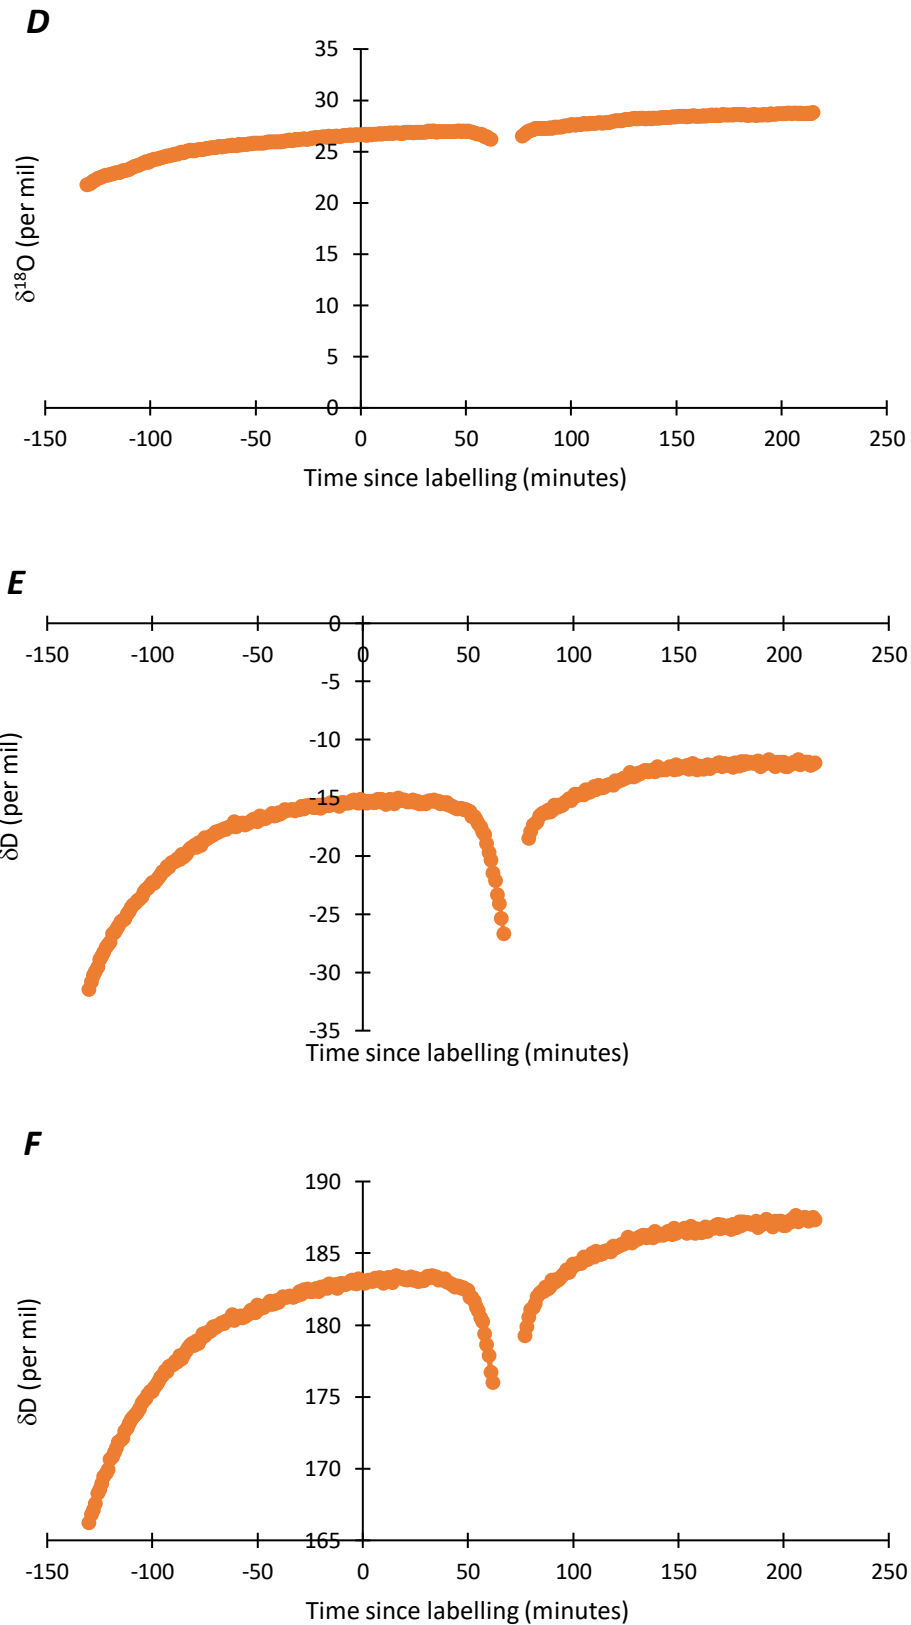 D
35
30
25
20
15
10
5
0
-150 -100 -50 0 50 100 150 200 250
δ¹⁸O (per mil)
Time since labelling (minutes)
E
0
-150 -100 -50 0 50 100 150 200 250
-5
-10
-15
-20
-25
-30
-35
δD (per mil)
Time since labelling (minutes)
F
190
185
180
175
170
165
-150 -100 -50 0 50 100 150 200 250
δD (per mil)
Time since labelling (minutes)